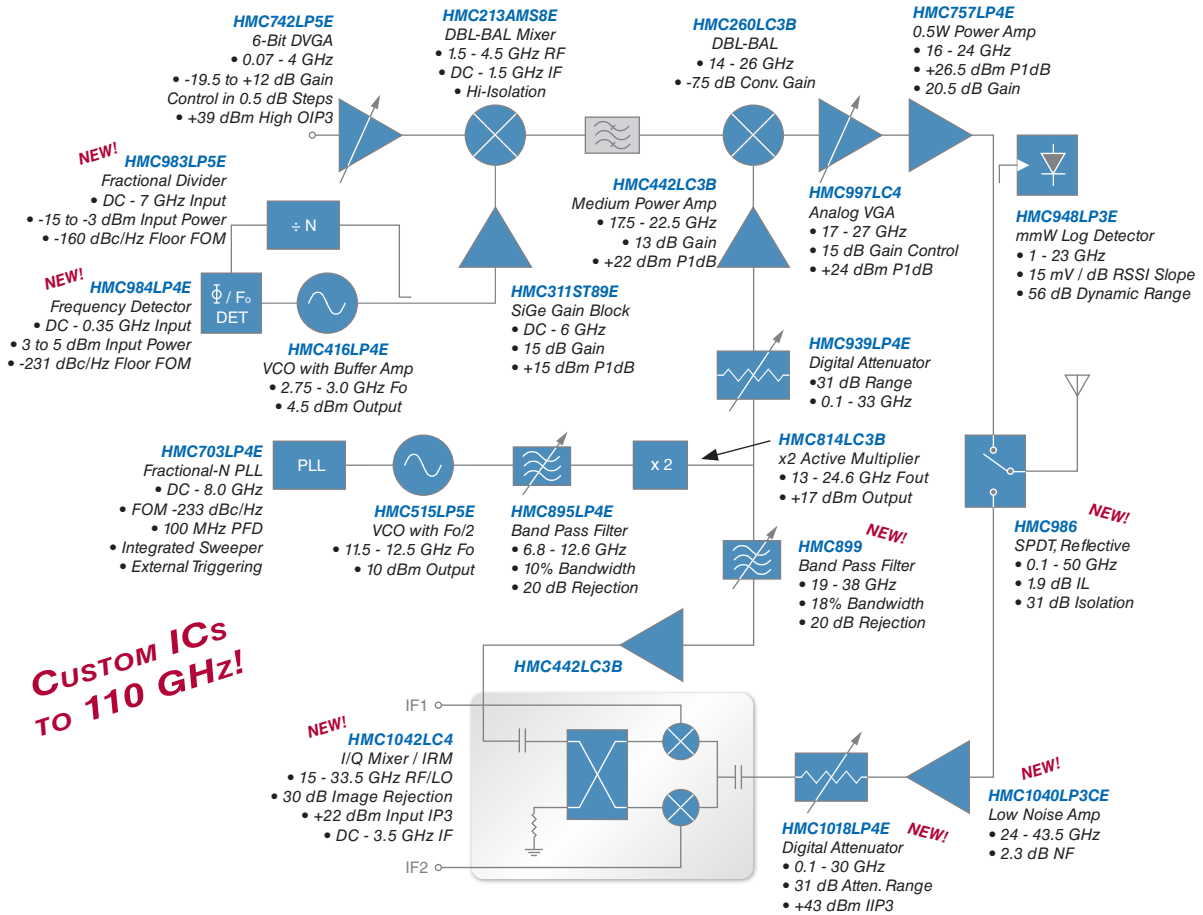 HMC742LP5E
6-Bit DVGA
• 0.07 - 4 GHz
• -19.5 to +12 dB Gain
Control in 0.5 dB Steps
• +39 dBm High OIP3
HMC213AMS8E
DBL-BAL Mixer
• 1.5 - 4.5 GHz RF
• DC - 1.5 GHz IF
• Hi-Isolation
HMC260LC3B
DBL-BAL
• 14 - 26 GHz
• -7.5 dB Conv. Gain
HMC757LP4E
0.5W Power Amp
• 16 - 24 GHz
• +26.5 dBm P1dB
• 20.5 dB Gain
NEW!
HMC983LP5E
Fractional Divider
• DC - 7 GHz Input
• -15 to -3 dBm Input Power
• -160 dBc/Hz Floor FOM
÷ N
HMC442LC3B
Medium Power Amp
• 17.5 - 22.5 GHz
• 13 dB Gain
• +22 dBm P1dB
HMC997LC4
Analog VGA
• 17 - 27 GHz
• 15 dB Gain Control
• +24 dBm P1dB
HMC948LP3E
mmW Log Detector
• 1 - 23 GHz
• 15 mV / dB RSSI Slope
• 56 dB Dynamic Range
NEW!
HMC984LP4E
Frequency Detector
• DC - 0.35 GHz Input
• 3 to 5 dBm Input Power
• -231 dBc/Hz Floor FOM
Φ / Fo
DET
HMC416LP4E
VCO with Buffer Amp
• 2.75 - 3.0 GHz Fo
• 4.5 dBm Output
HMC311ST89E
SiGe Gain Block
• DC - 6 GHz
• 15 dB Gain
• +15 dBm P1dB
HMC939LP4E
Digital Attenuator
•31 dB Range
• 0.1 - 33 GHz
HMC703LP4E
Fractional-N PLL
• DC - 8.0 GHz
• FOM -233 dBc/Hz
• 100 MHz PFD
• Integrated Sweeper
• External Triggering
PLL
HMC515LP5E
VCO with Fo/2
• 11.5 - 12.5 GHz Fo
• 10 dBm Output
HMC895LP4E
Band Pass Filter
• 6.8 - 12.6 GHz
• 10% Bandwidth
• 20 dB Rejection
x 2
HMC814LC3B
x2 Active Multiplier
• 13 - 24.6 GHz Fout
• +17 dBm Output
NEW!
HMC899
Band Pass Filter
• 19 - 38 GHz
• 18% Bandwidth
• 20 dB Rejection
NEW!
HMC986
SPDT, Reflective
• 0.1 - 50 GHz
• 1.9 dB IL
• 31 dB Isolation
CUSTOM ICS
TO 110 GHZ!
HMC442LC3B
IF1
NEW!
HMC1042LC4
I/Q Mixer / IRM
• 15 - 33.5 GHz RF/LO
• 30 dB Image Rejection
• +22 dBm Input IP3
• DC - 3.5 GHz IF
IF2
HMC1018LP4E NEW!
Digital Attenuator
• 0.1 - 30 GHz
• 31 dB Atten. Range
• +43 dBm IIP3
NEW!
HMC1040LP3CE
Low Noise Amp
• 24 - 43.5 GHz
• 2.3 dB NF